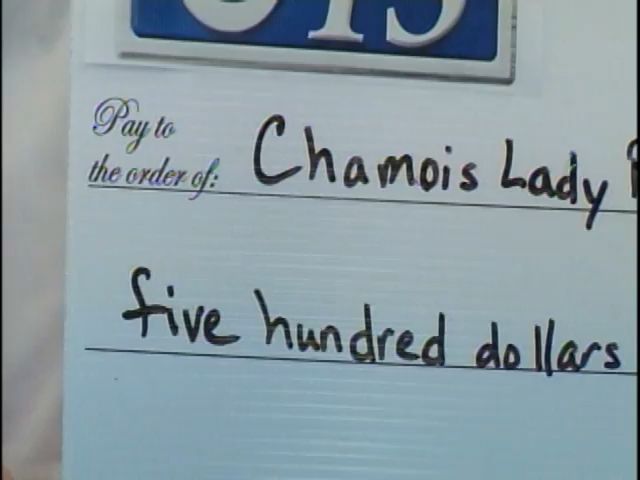 Pay to
the order of: Chamois Lady
five hundred dollars